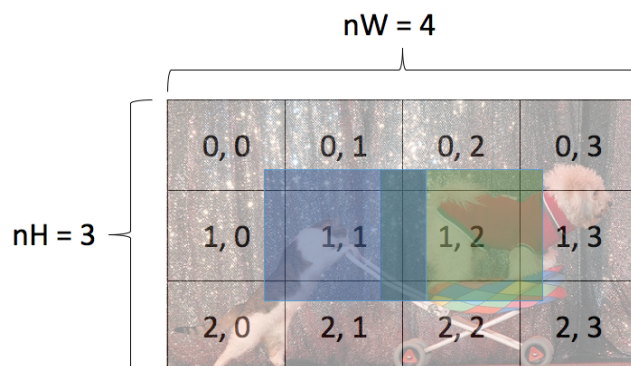 nW = 4
0, 0 0, 1 0, 2 0, 3
nH = 3 1, 0 1, 1 1, 2 1, 3
2, 0 2, 1 2, 2 2, 3